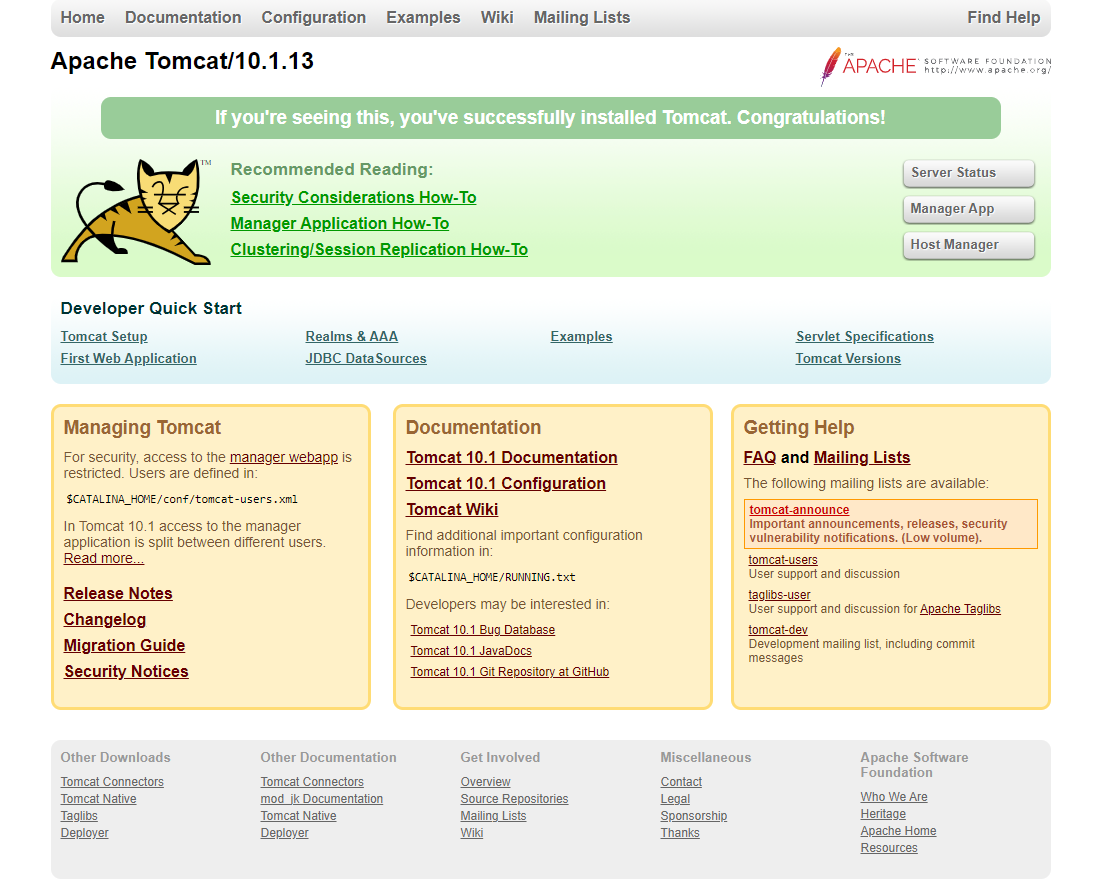 Home Documentation Configuration Examples Wiki Mailing Lists Find Help
Apache Tomcat/10.1.13
THE APACHE SOFTWARE FOUNDATION
http://www.apache.org/
If you're seeing this, you've successfully installed Tomcat. Congratulations!
TM
Recommended Reading:
Security Considerations How-To
Manager Application How-To
Clustering/Session Replication How-To
Server Status
Manager App
Host Manager
Developer Quick Start
Tomcat Setup
First Web Application
Realms & AAA
JDBC DataSources
Examples
Servlet Specifications
Tomcat Versions
Managing Tomcat
For security, access to the manager webapp is
restricted. Users are defined in:
$CATALINA_HOME/conf/tomcat-users.xml
In Tomcat 10.1 access to the manager
application is split between different users.
Read more...
Release Notes
Changelog
Migration Guide
Security Notices
Documentation
Tomcat 10.1 Documentation
Tomcat 10.1 Configuration
Tomcat Wiki
Find additional important configuration
information in:
$CATALINA_HOME/RUNNING.txt
Developers may be interested in:
Tomcat 10.1 Bug Database
Tomcat 10.1 JavaDocs
Tomcat 10.1 Git Repository at GitHub
Getting Help
FAQ and Mailing Lists
The following mailing lists are available:
tomcat-announce
Important announcements, releases, security
vulnerability notifications. (Low volume).
tomcat-users
User support and discussion
taglibs-user
User support and discussion for Apache Taglibs
tomcat-dev
Development mailing list, including commit
messages
Other Downloads
Tomcat Connectors
Tomcat Native
Taglibs
Deployer
Other Documentation
Tomcat Connectors
mod_jk Documentation
Tomcat Native
Deployer
Get Involved
Overview
Source Repositories
Mailing Lists
Wiki
Miscellaneous
Contact
Legal
Sponsorship
Thanks
Apache Software
Foundation
Who We Are
Heritage
Apache Home
Resources